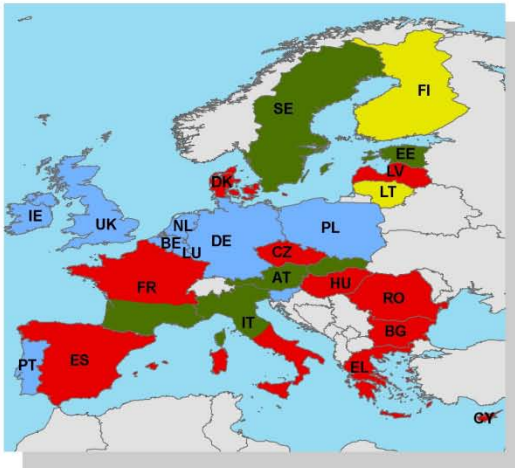 FI
SE
EE
LV
DK
LT
IE
UK
NL
BE
DE
PL
LU
CZ
AT
FR
HU
RO
IT
BG
PT
ES
EL
CY